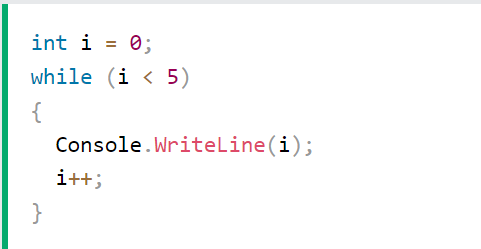 int i = 0;
while (i < 5)
{
  Console.WriteLine(i);
  i++;
}